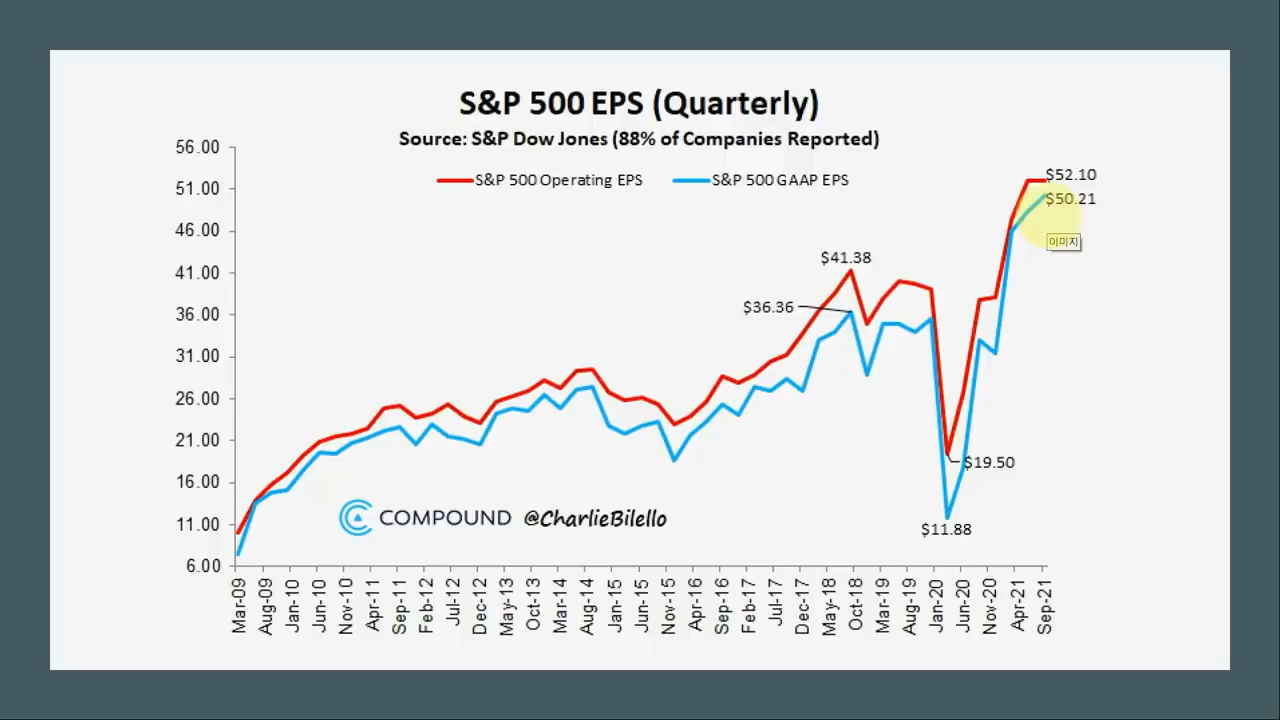 S&P 500 EPS (Quarterly)
Source: S&P Dow Jones (88% of Companies Reported)
S&P 500 Operating EPS
S&P 500 GAAP EPS
56.00
51.00
46.00
41.00
36.00
31.00
26.00
21.00
16.00
11.00
6.00
$52.10
$50.21
이미지
$41.38
$36.36
$19.50
$11.88
COMPOUND @CharlieBilello
Mar-09
Aug-09
Jan-10
Jun-10
Nov-10
Apr-11
Sep-11
Feb-12
Jul-12
Dec-12
May-13
Oct-13
Mar-14
Aug-14
Jan-15
Jun-15
Nov-15
Apr-16
Sep-16
Feb-17
Jul-17
Dec-17
May-18
Oct-18
Mar-19
Aug-19
Jan-20
Jun-20
Nov-20
Apr-21
Sep-21